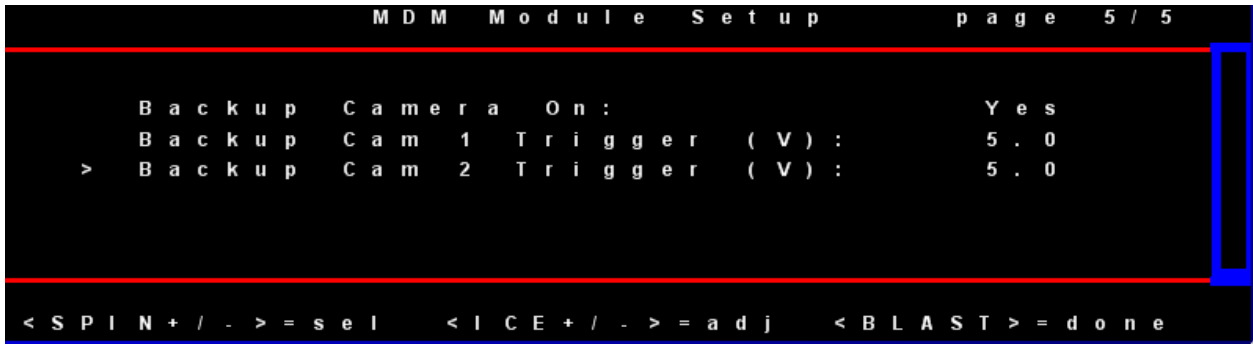 MDM Module Setup page 5/5
Backup Camera On: Yes
Backup Cam 1 Trigger (V): 5.0
> Backup Cam 2 Trigger (V): 5.0
<SPIN+/->=sel <ICE+/->=adj <BLAST>=done